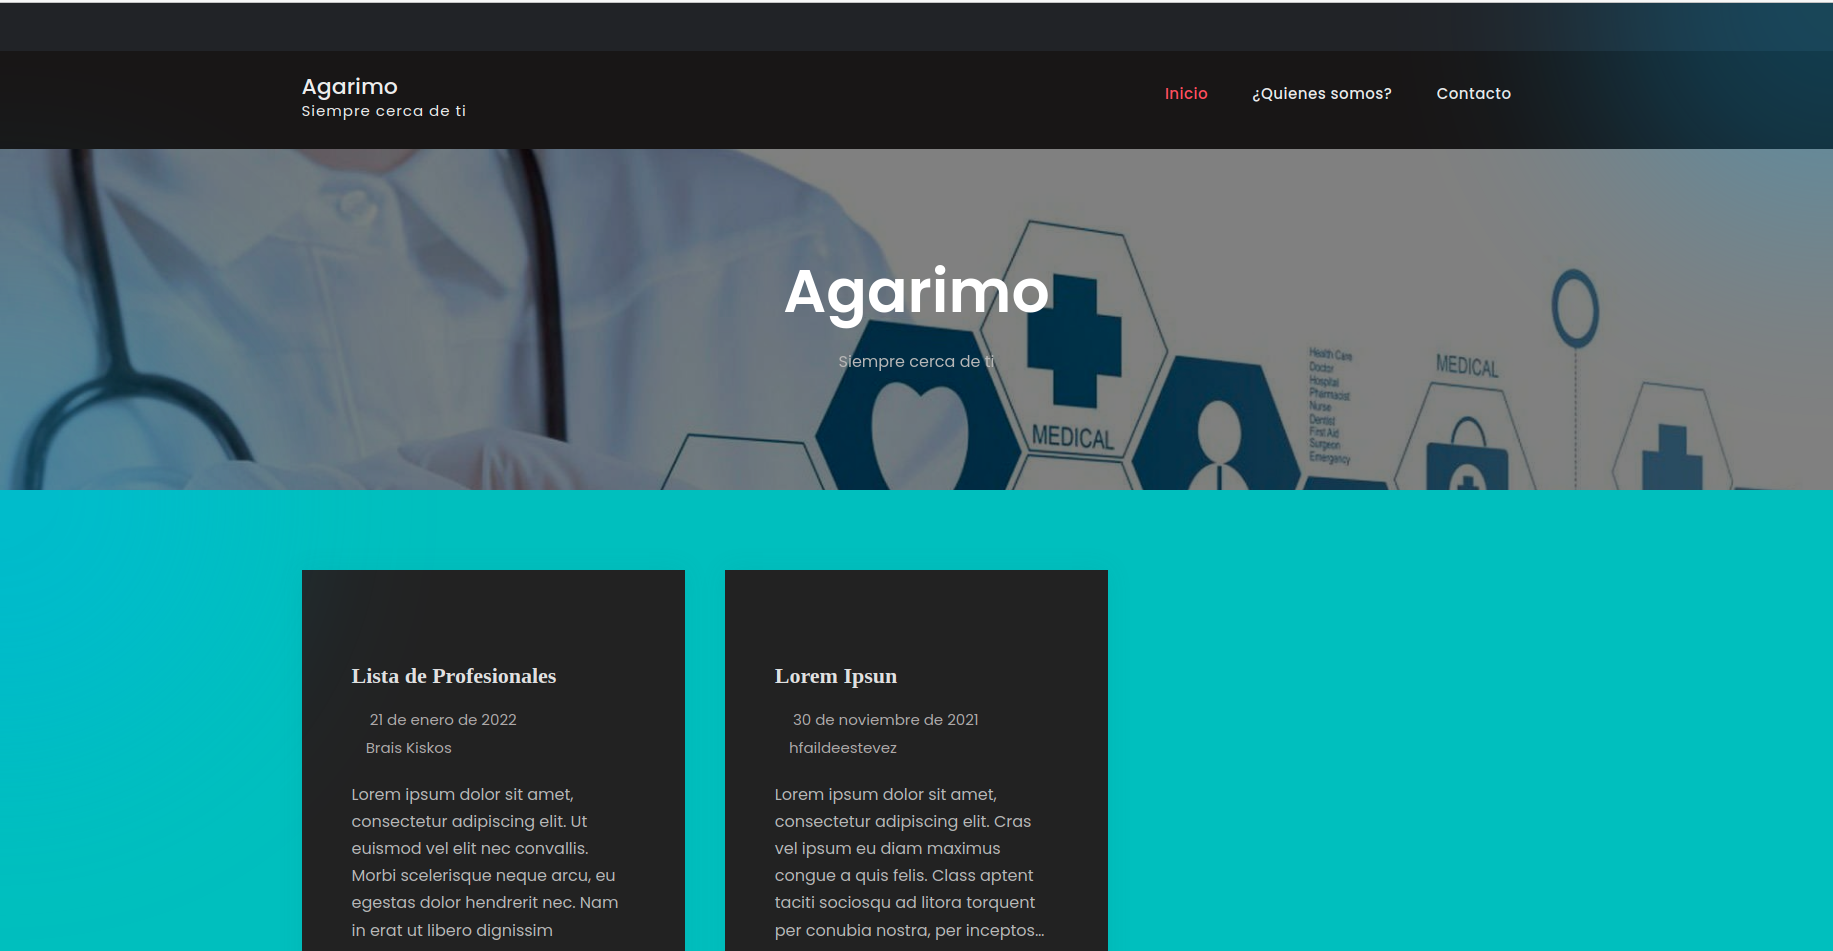 Agarimo
Siempre cerca de ti
Inicio ¿Quienes somos? Contacto
Agarimo
Siempre cerca de ti
MEDICAL
Health Care
Doctor
Hospital
Pharmacist
Nurse
Dentist
First Aid
Surgeon
Emergency
MEDICAL
Lista de Profesionales
21 de enero de 2022
Brais Kiskos
Lorem ipsum dolor sit amet,
consectetur adipiscing elit. Ut
euismod vel elit nec convallis.
Morbi scelerisque neque arcu, eu
egestas dolor hendrerit nec. Nam
in erat ut libero dignissim
Lorem Ipsun
30 de noviembre de 2021
hfaildeestevez
Lorem ipsum dolor sit amet,
consectetur adipiscing elit. Cras
vel ipsum eu diam maximus
congue a quis felis. Class aptent
taciti sociosqu ad litora torquent
per conubia nostra, per inceptos…